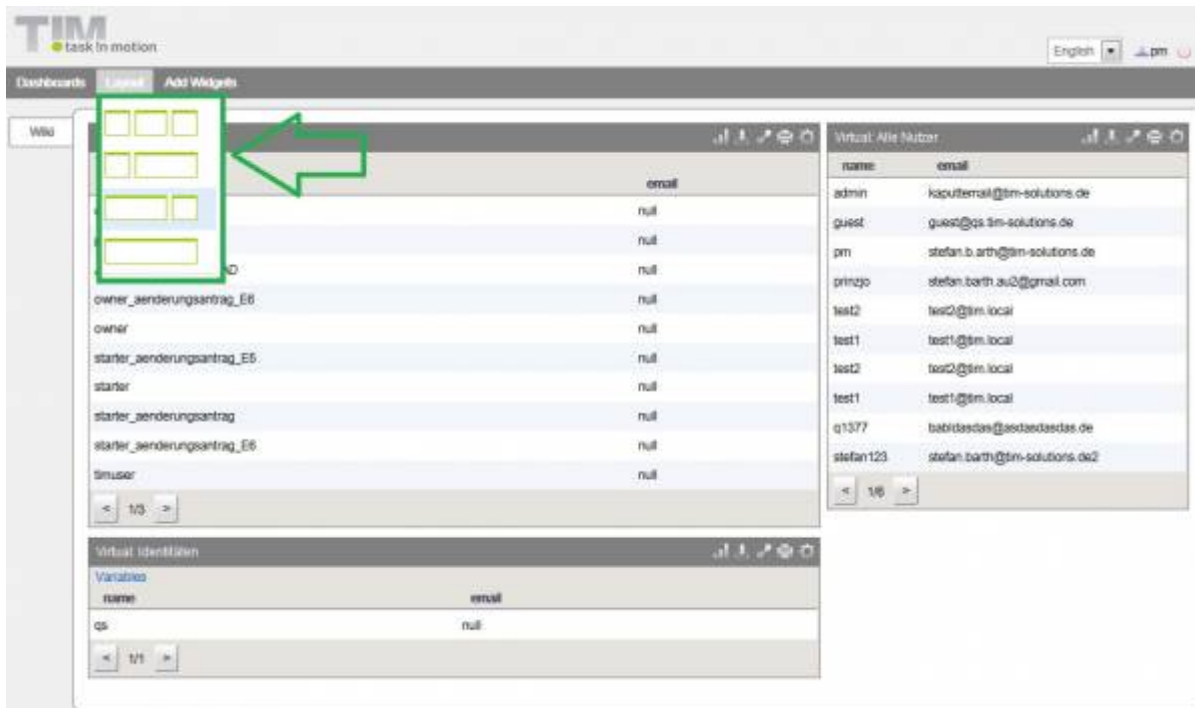 TIM
task in motion
English pm
Dashboards Layout Add Widgets
Wiki
email
null
null
null
owner_aenderungsantrag_E6 null
owner null
starter_aenderungsantrag_E5 null
starter null
starter_aenderungsantrag null
starter_aenderungsantrag_E6 null
timuser null
< 1/3 >
Virtual: Alle Nutzer
name email
admin kaputtemail@tim-solutions.de
guest guest@qs.tim-solutions.de
pm stefan.b.arth@tim-solutions.de
prinzjo stefan.barth.au2@gmail.com
test2 test2@tim.local
test1 test1@tim.local
test2 test2@tim.local
test1 test1@tim.local
q1377 babidasdas@asdasdasdas.de
stefan123 stefan.barth@tim-solutions.de2
< 1/6 >
Virtual: Identitäten
Variables
name email
qs null
< 1/1 >